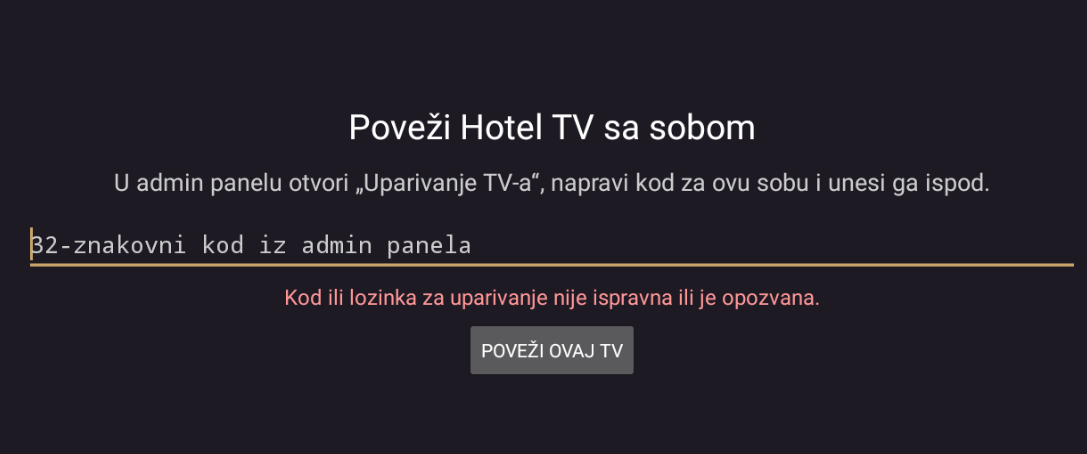 Poveži Hotel TV sa sobom
U admin panelu otvori „Uparivanje TV-a“, napravi kod za ovu sobu i unesi ga ispod.
32-znakovni kod iz admin panela
Kod ili lozinka za uparivanje nije ispravna ili je opozvana.
POVEŽI OVAJ TV